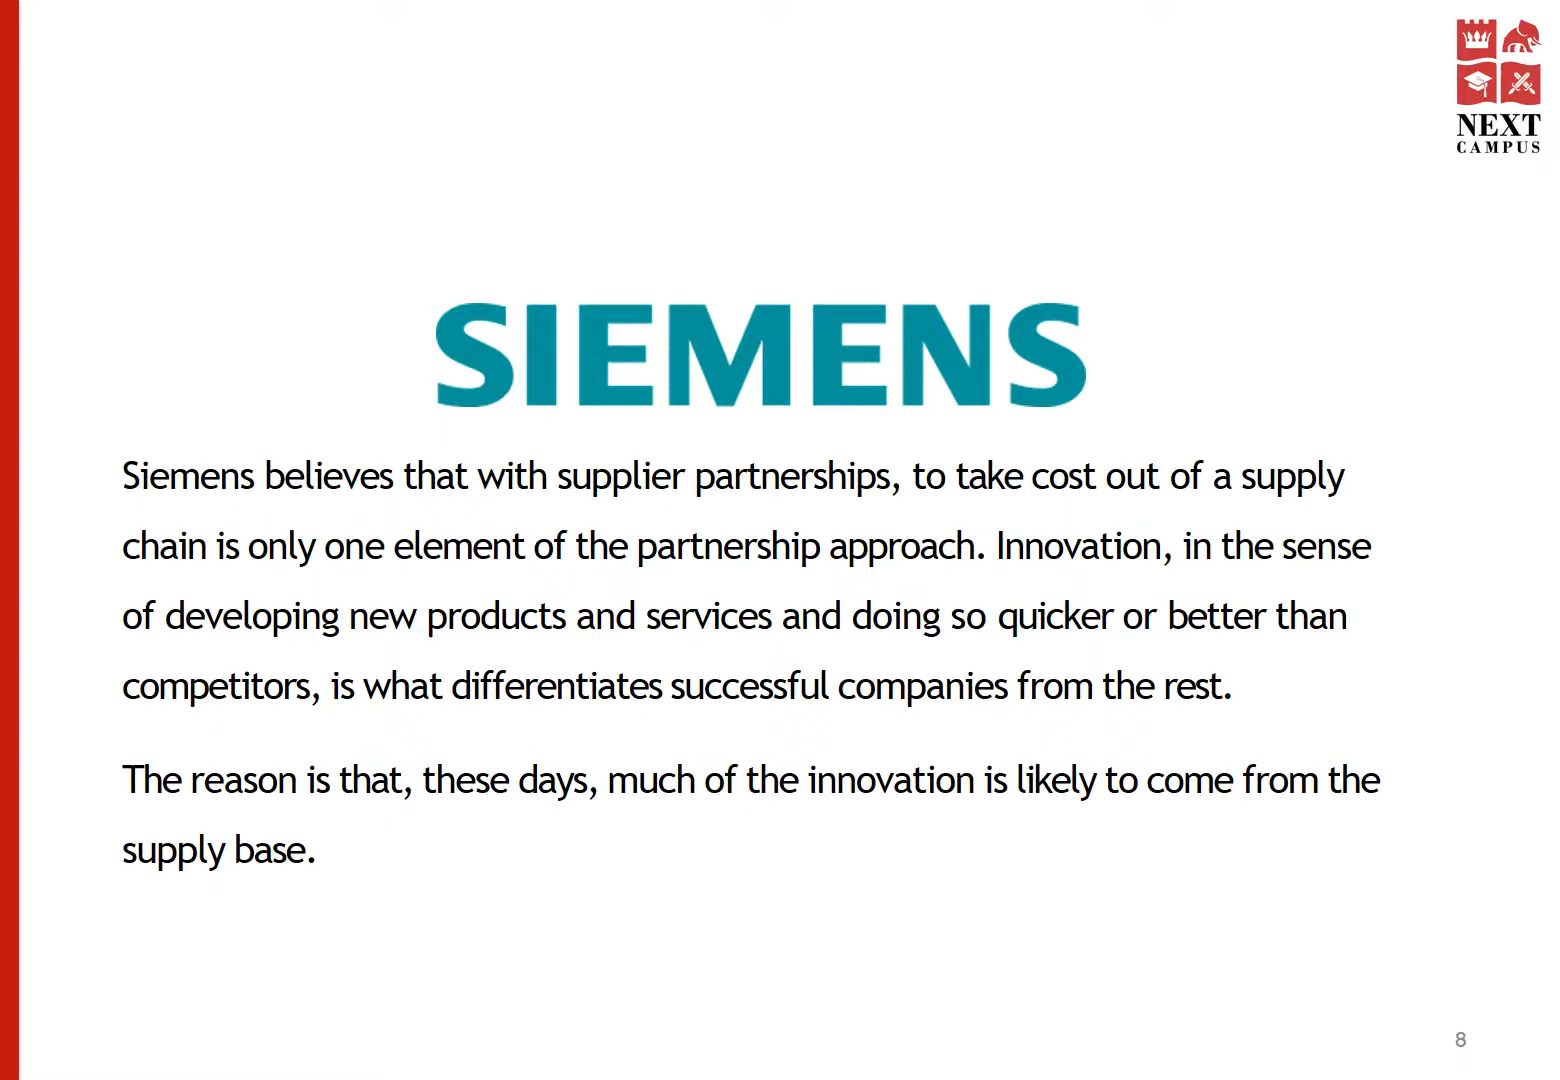 NEXT
CAMPUS
SIEMENS
Siemens believes that with supplier partnerships, to take cost out of a supply
chain is only one element of the partnership approach. Innovation, in the sense
of developing new products and services and doing so quicker or better than
competitors, is what differentiates successful companies from the rest.
The reason is that, these days, much of the innovation is likely to come from the
supply base.
8